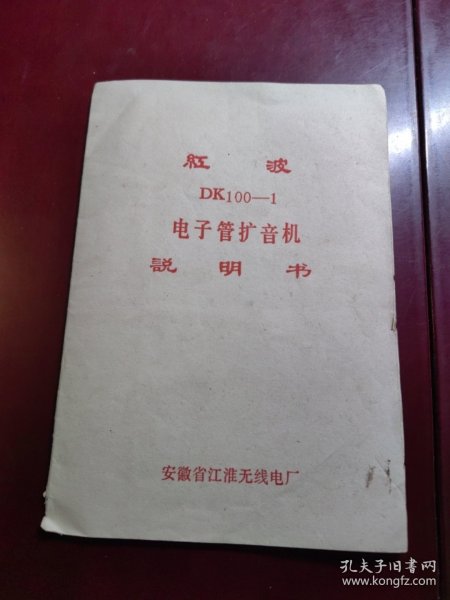 紅波
DK100—1
电子管扩音机
説明书
安徽省江淮无线电厂
孔夫子旧书网
www.kongfz.com